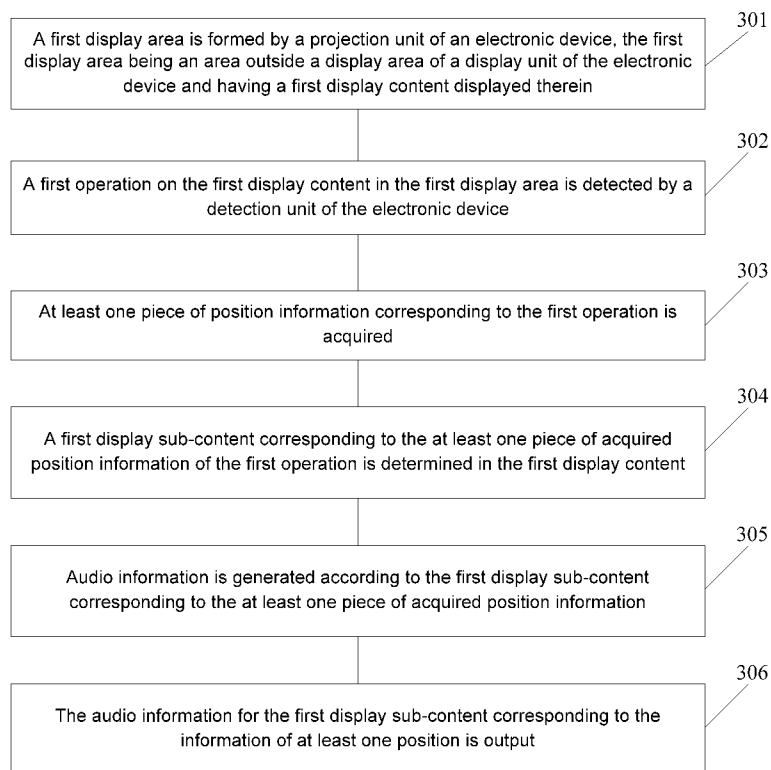 301
A first display area is formed by a projection unit of an electronic device, the first
display area being an area outside a display area of a display unit of the electronic
device and having a first display content displayed therein
302
A first operation on the first display content in the first display area is detected by a
detection unit of the electronic device
303
At least one piece of position information corresponding to the first operation is
acquired
304
A first display sub-content corresponding to the at least one piece of acquired
position information of the first operation is determined in the first display content
305
Audio information is generated according to the first display sub-content
corresponding to the at least one piece of acquired position information
306
The audio information for the first display sub-content corresponding to the
information of at least one position is output